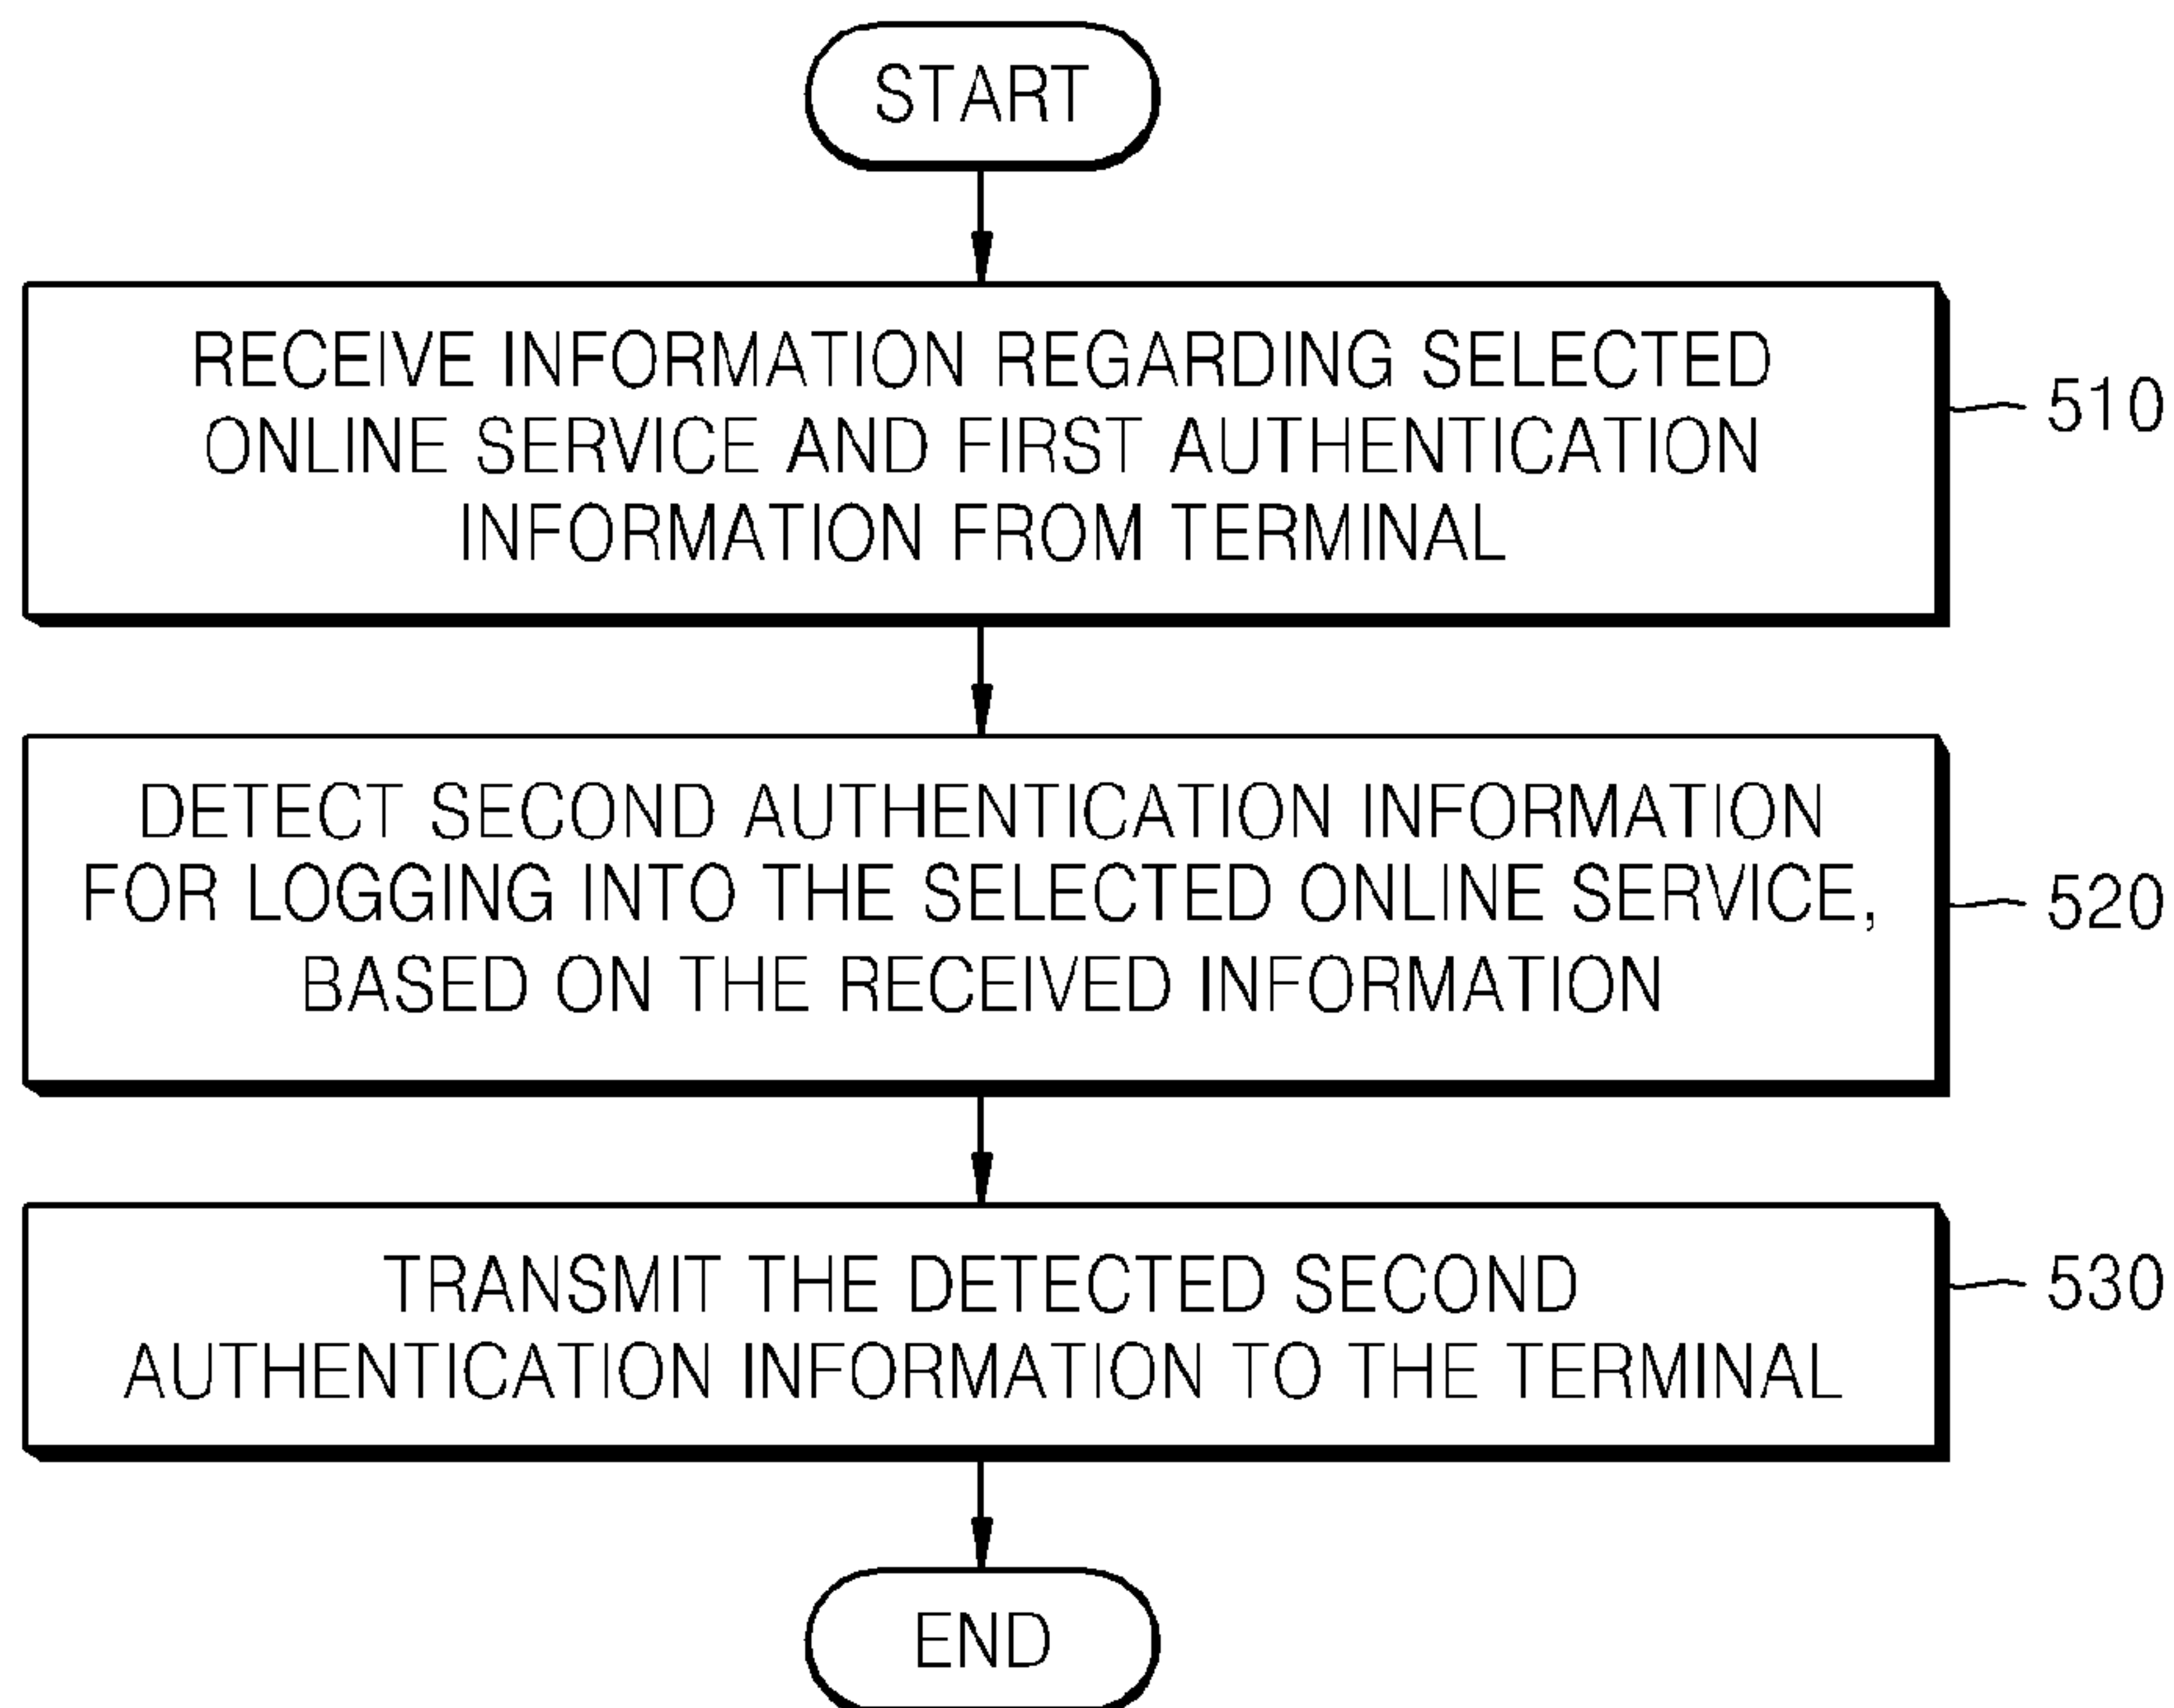 START
RECEIVE INFORMATION REGARDING SELECTED
ONLINE SERVICE AND FIRST AUTHENTICATION
INFORMATION FROM TERMINAL
510
DETECT SECOND AUTHENTICATION INFORMATION
FOR LOGGING INTO THE SELECTED ONLINE SERVICE,
BASED ON THE RECEIVED INFORMATION
520
TRANSMIT THE DETECTED SECOND
AUTHENTICATION INFORMATION TO THE TERMINAL
530
END